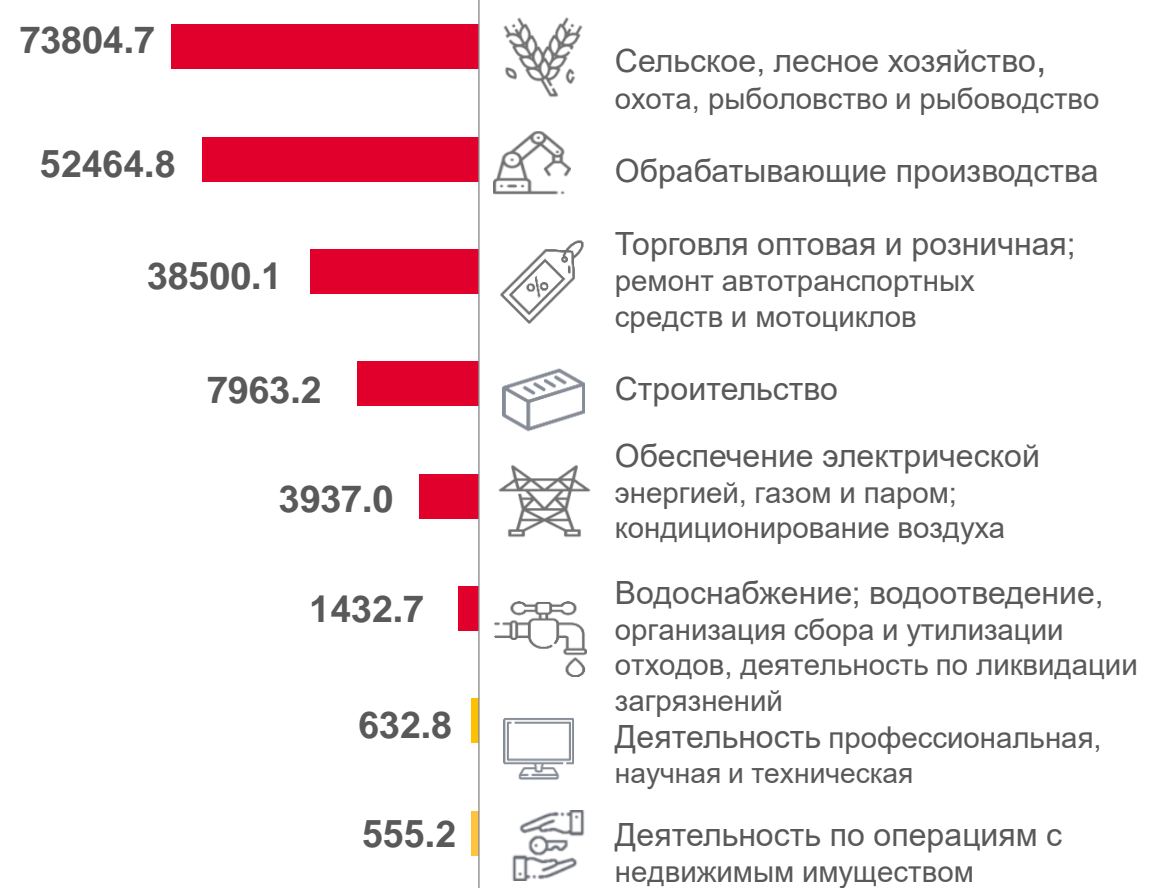 73804.7
Сельское, лесное хозяйство,
охота, рыболовство и рыбоводство
52464.8
Обрабатывающие производства
38500.1
Торговля оптовая и розничная;
ремонт автотранспортных
средств и мотоциклов
%
7963.2
Строительство
3937.0
Обеспечение электрической
энергией, газом и паром;
кондиционирование воздуха
1432.7
Водоснабжение; водоотведение,
организация сбора и утилизации
отходов, деятельность по ликвидации
загрязнений
632.8
Деятельность профессиональная,
научная и техническая
555.2
Деятельность по операциям с
недвижимым имуществом